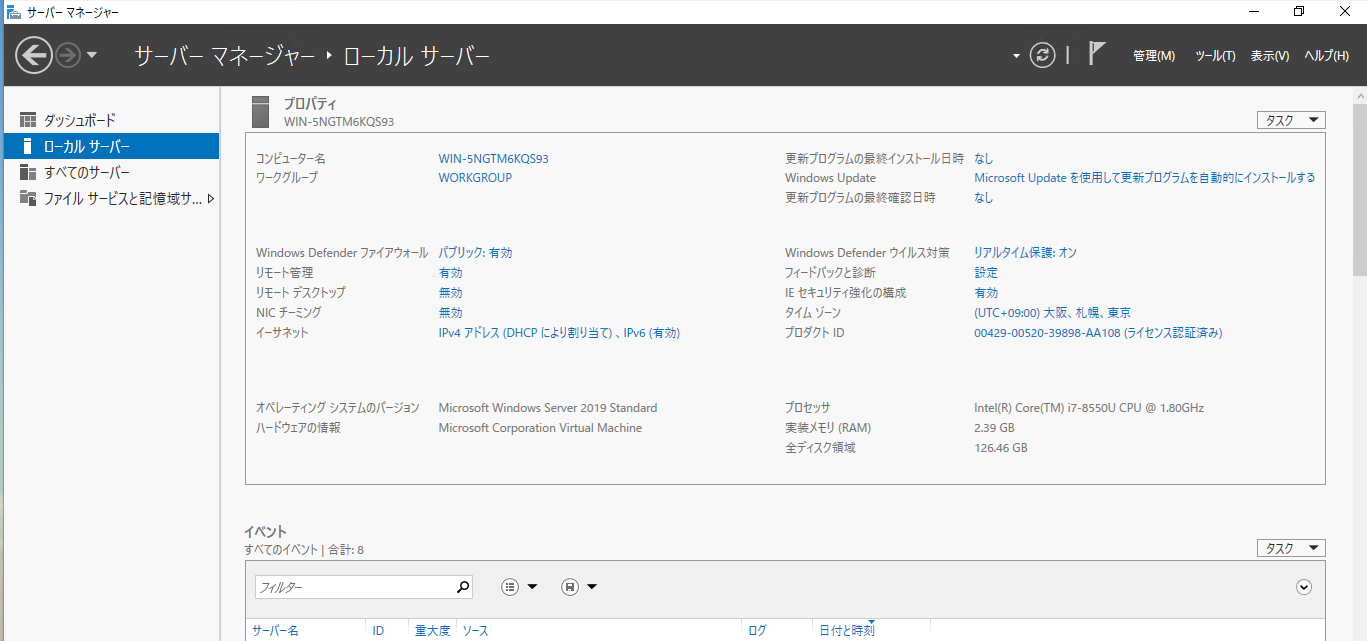 サーバー マネージャー
サーバー マネージャー ‣ ローカル サーバー
管理(M) ツール(T) 表示(V) ヘルプ(H)
ダッシュボード
ローカル サーバー
すべてのサーバー
ファイル サービスと記憶域サ...
プロパティ
WIN-5NGTM6KQS93
タスク
コンピューター名 WIN-5NGTM6KQS93
ワークグループ WORKGROUP
更新プログラムの最終インストール日時 なし
Windows Update Microsoft Update を使用して更新プログラムを自動的にインストールする
更新プログラムの最終確認日時 なし
Windows Defender ファイアウォール パブリック: 有効
リモート管理 有効
リモート デスクトップ 無効
NIC チーミング 無効
イーサネット IPv4 アドレス (DHCP により割り当て) 、IPv6 (有効)
Windows Defender ウイルス対策 リアルタイム保護: オン
フィードバックと診断 設定
IE セキュリティ強化の構成 有効
タイム ゾーン (UTC+09:00) 大阪、札幌、東京
プロダクト ID 00429-00520-39898-AA108 (ライセンス認証済み)
オペレーティング システムのバージョン Microsoft Windows Server 2019 Standard
ハードウェアの情報 Microsoft Corporation Virtual Machine
プロセッサ Intel(R) Core(TM) i7-8550U CPU @ 1.80GHz
実装メモリ (RAM) 2.39 GB
全ディスク領域 126.46 GB
イベント
すべてのイベント | 合計: 8
タスク
フィルター
サーバー名 ID 重大度 ソース ログ 日付と時刻